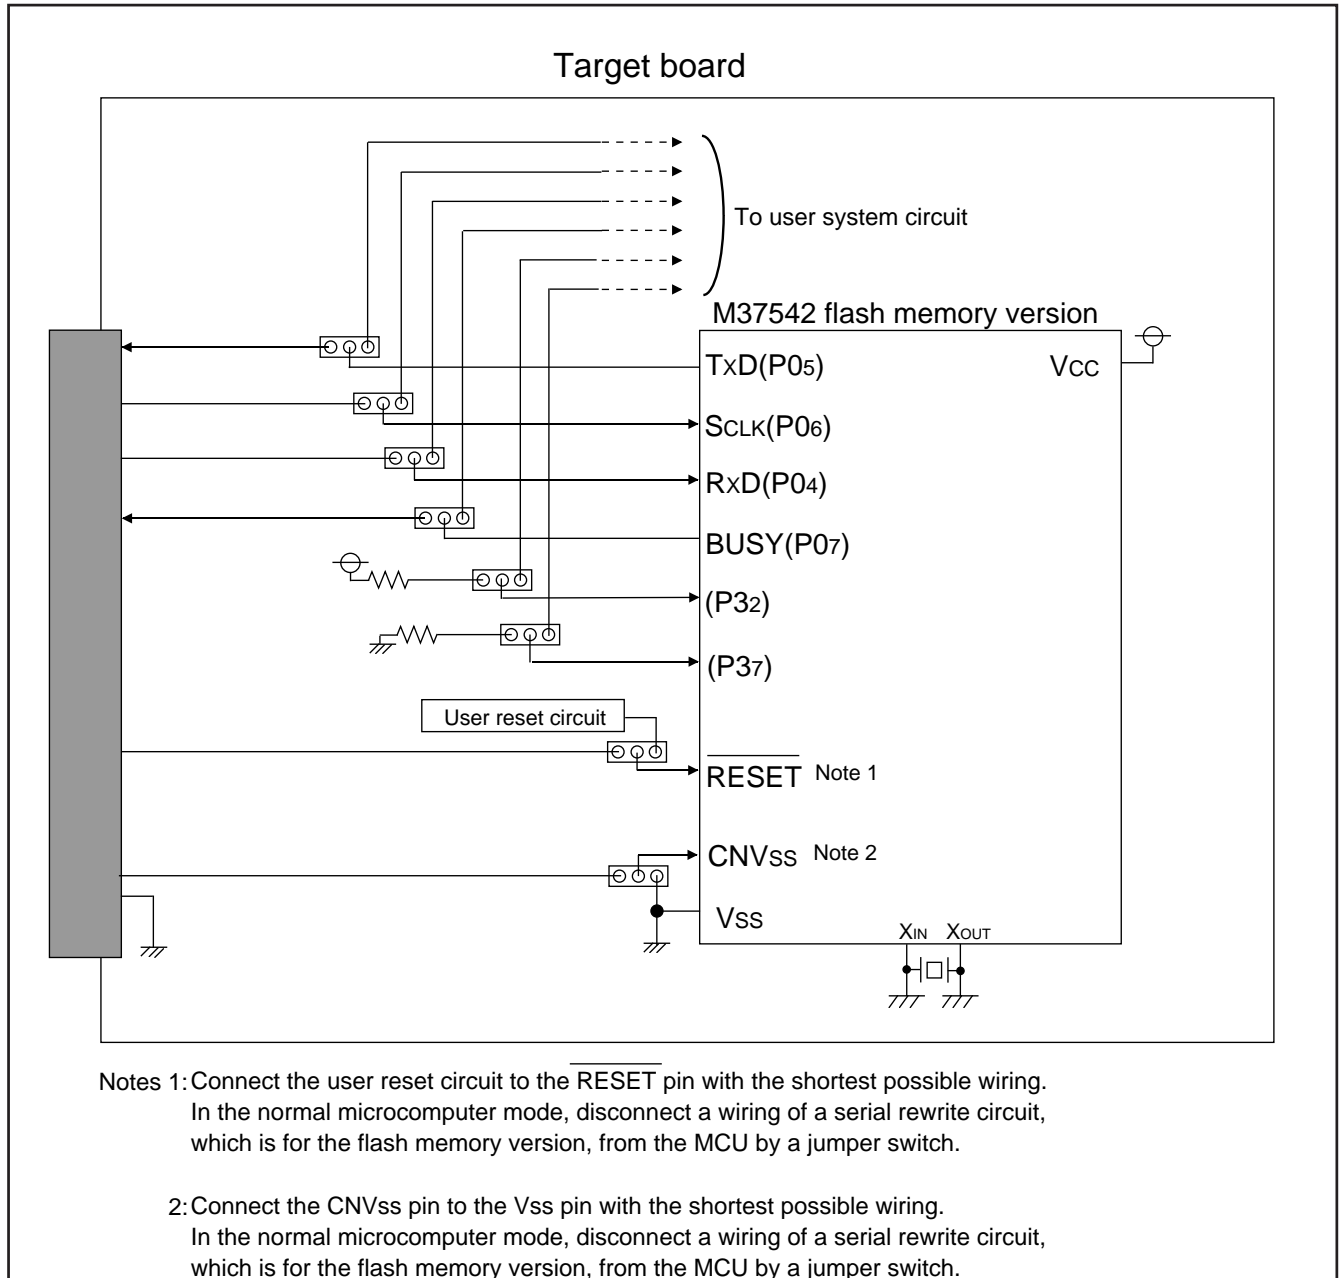 Target board
To user system circuit
M37542 flash memory version
TxD(P05)
VCC
SCLK(P06)
RxD(P04)
BUSY(P07)
(P32)
(P37)
User reset circuit
RESET Note 1
CNVss Note 2
Vss
XIN XOUT
Notes 1: Connect the user reset circuit to the RESET pin with the shortest possible wiring.
In the normal microcomputer mode, disconnect a wiring of a serial rewrite circuit,
which is for the flash memory version, from the MCU by a jumper switch.
2: Connect the CNVss pin to the Vss pin with the shortest possible wiring.
In the normal microcomputer mode, disconnect a wiring of a serial rewrite circuit,
which is for the flash memory version, from the MCU by a jumper switch.